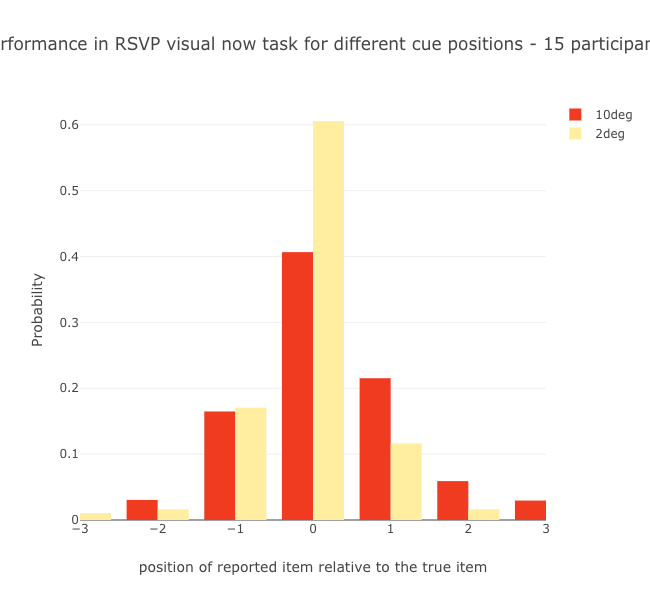 rformance in RSVP visual now task for different cue positions - 15 participan
10deg
2deg
0.6
0.5
0.4
0.3
0.2
0.1
0
Probability
−3 −2 −1 0 1 2 3
position of reported item relative to the true item